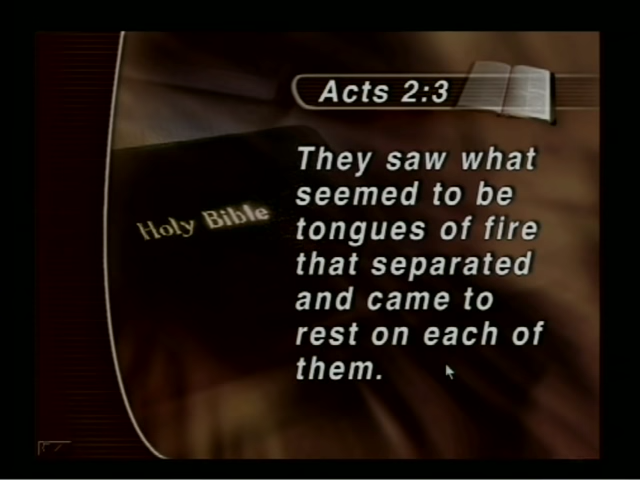 Acts 2:3
They saw what
seemed to be
tongues of fire
that separated
and came to
rest on each of
them.
Holy Bible